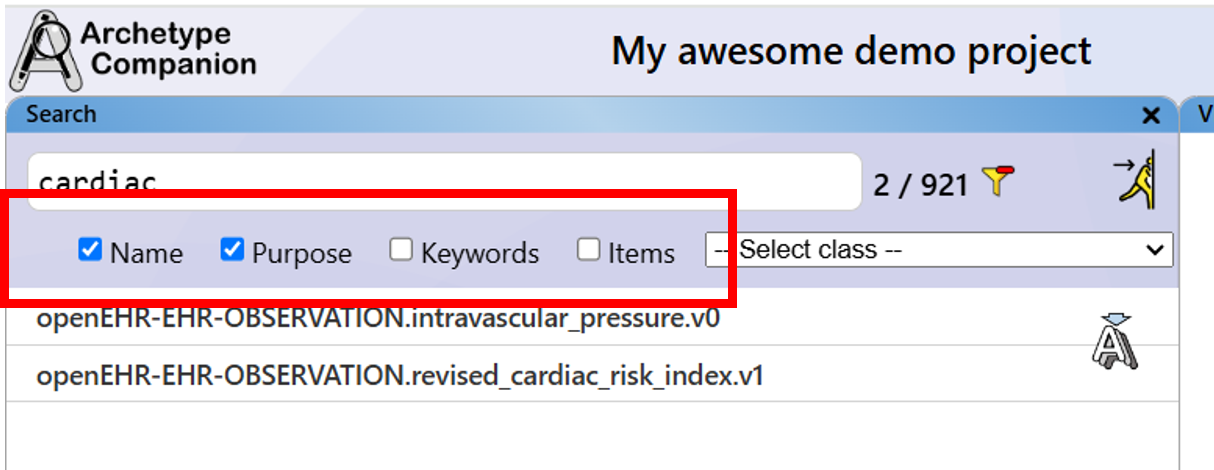 Archetype
Companion
My awesome demo project
Search
V
cardiac
2 / 921
Name Purpose Keywords Items -- Select class --
openEHR-EHR-OBSERVATION.intravascular_pressure.v0
openEHR-EHR-OBSERVATION.revised_cardiac_risk_index.v1